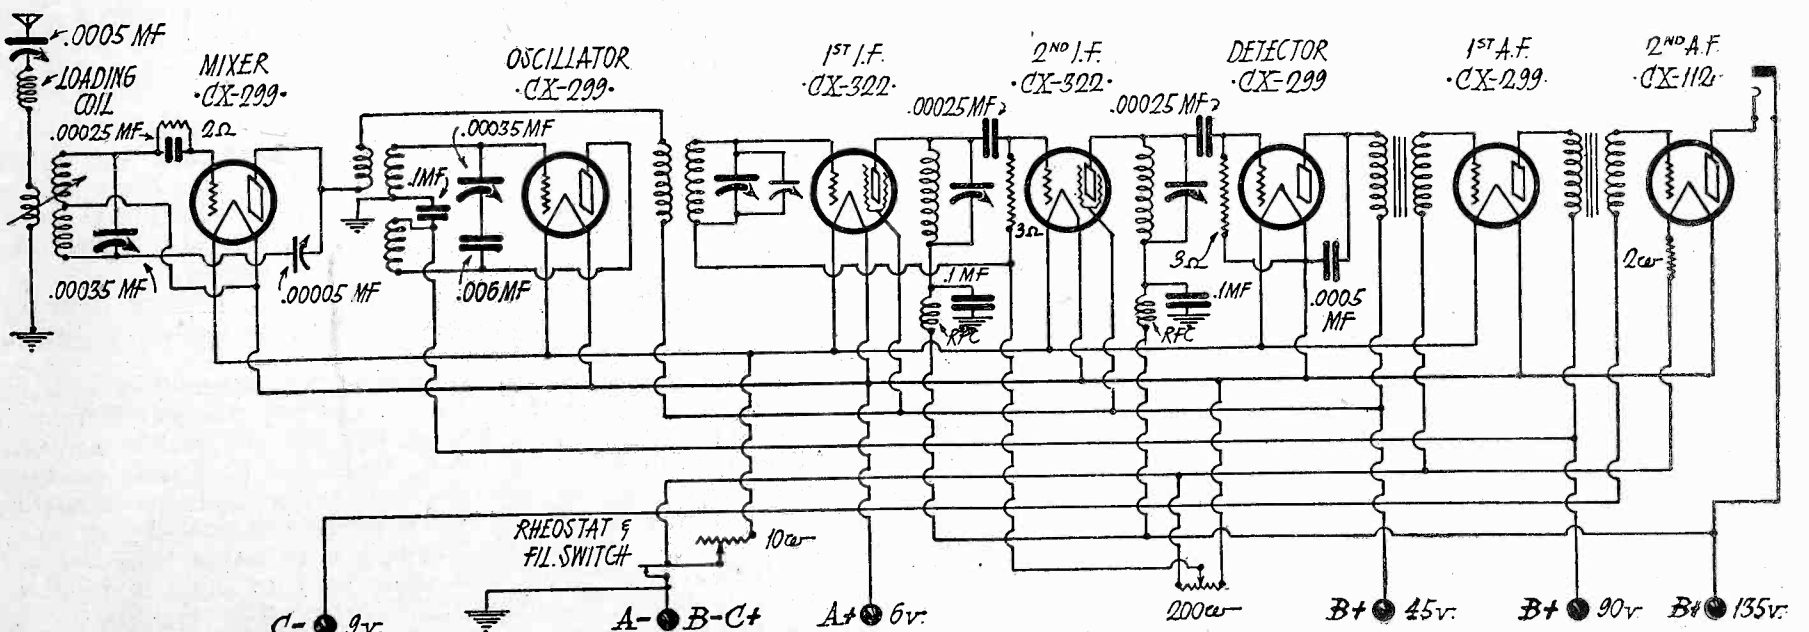 .0005 MF
LOADING
COIL
.00025 MF
2Ω
MIXER
·CX-299·
OSCILLATOR
·CX-299·
1ST I.F.
·CX-322·
2ND I.F.
·CX-322·
DETECTOR
·CX-299
1ST A.F.
·CX-299·
2ND A.F.
·CX-112
.00035 MF
.00005 MF
.1MF
.00035 MF
.006 MF
.00025 MF
.00025 MF
3Ω
.1 MF
RFC
3Ω
.1MF
RFC
.0005
MF
2ω
RHEOSTAT &
FIL. SWITCH
10ω
200ω
C- 9v.
A- B-C+
A+ 6v.
B+ 45v.
B+ 90v.
B+ 135v.